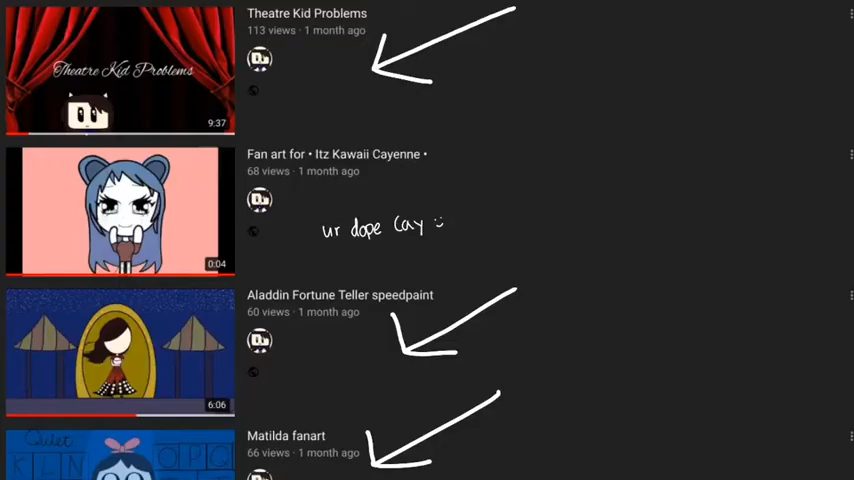 Theatre Kid Problems
113 views · 1 month ago
Theatre Kid Problems
9:37
Fan art for • Itz Kawaii Cayenne •
68 views · 1 month ago
ur dope Cay :)
0:04
Aladdin Fortune Teller speedpaint
60 views · 1 month ago
6:06
Matilda fanart
66 views · 1 month ago
Quiet
K L N O P Q